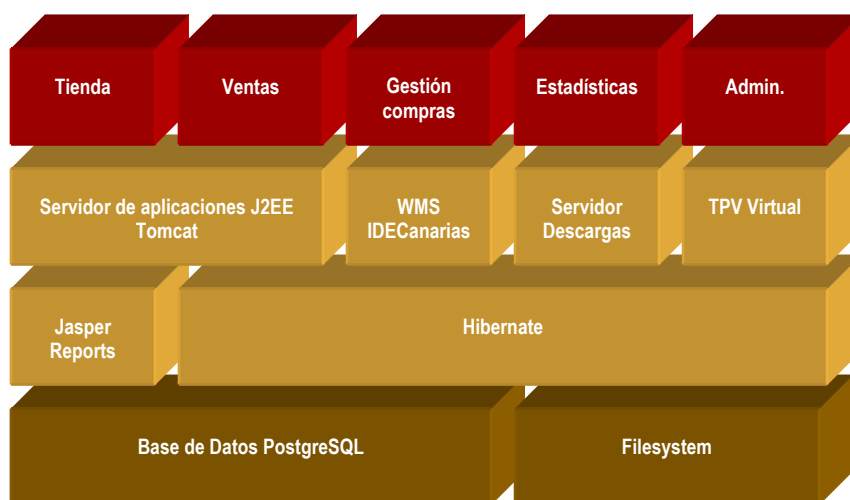 Tienda
Ventas
Gestión
compras
Estadísticas
Admin.
Servidor de aplicaciones J2EE
Tomcat
WMS
IDECanarias
Servidor
Descargas
TPV Virtual
Jasper
Reports
Hibernate
Base de Datos PostgreSQL
Filesystem